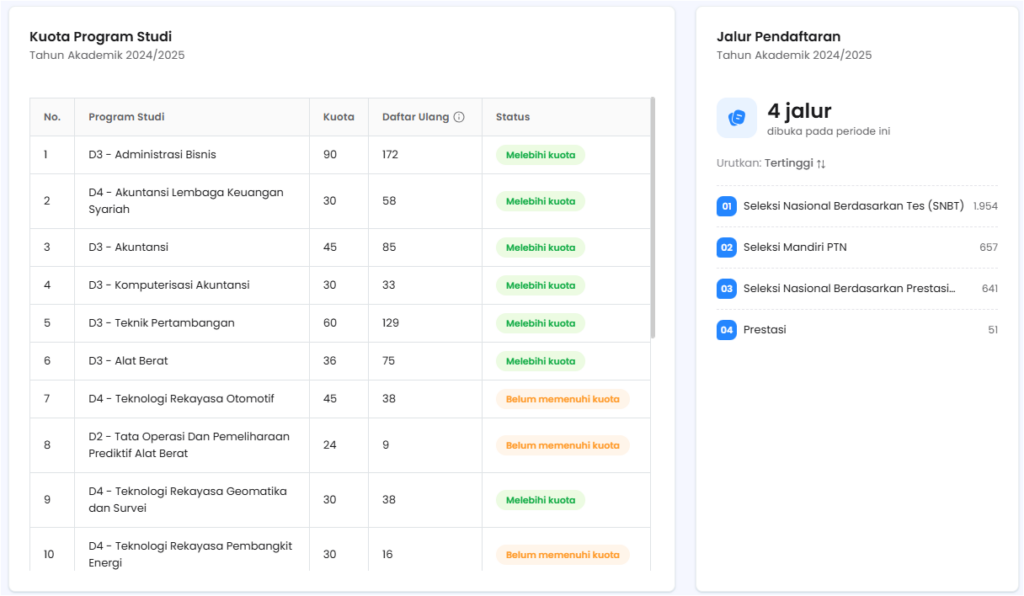 Kuota Program Studi
Tahun Akademik 2024/2025
No. Program Studi Kuota Daftar Ulang Status
1 D3 - Administrasi Bisnis 90 172 Melebihi kuota
2 D4 - Akuntansi Lembaga Keuangan Syariah 30 58 Melebihi kuota
3 D3 - Akuntansi 45 85 Melebihi kuota
4 D3 - Komputerisasi Akuntansi 30 33 Melebihi kuota
5 D3 - Teknik Pertambangan 60 129 Melebihi kuota
6 D3 - Alat Berat 36 75 Melebihi kuota
7 D4 - Teknologi Rekayasa Otomotif 45 38 Belum memenuhi kuota
8 D2 - Tata Operasi Dan Pemeliharaan Prediktif Alat Berat 24 9 Belum memenuhi kuota
9 D4 - Teknologi Rekayasa Geomatika dan Survei 30 38 Melebihi kuota
10 D4 - Teknologi Rekayasa Pembangkit Energi 30 16 Belum memenuhi kuota
Jalur Pendaftaran
Tahun Akademik 2024/2025
4 jalur
dibuka pada periode ini
Urutkan: Tertinggi ↑↓
01 Seleksi Nasional Berdasarkan Tes (SNBT) 1.954
02 Seleksi Mandiri PTN 657
03 Seleksi Nasional Berdasarkan Prestasi... 641
04 Prestasi 51